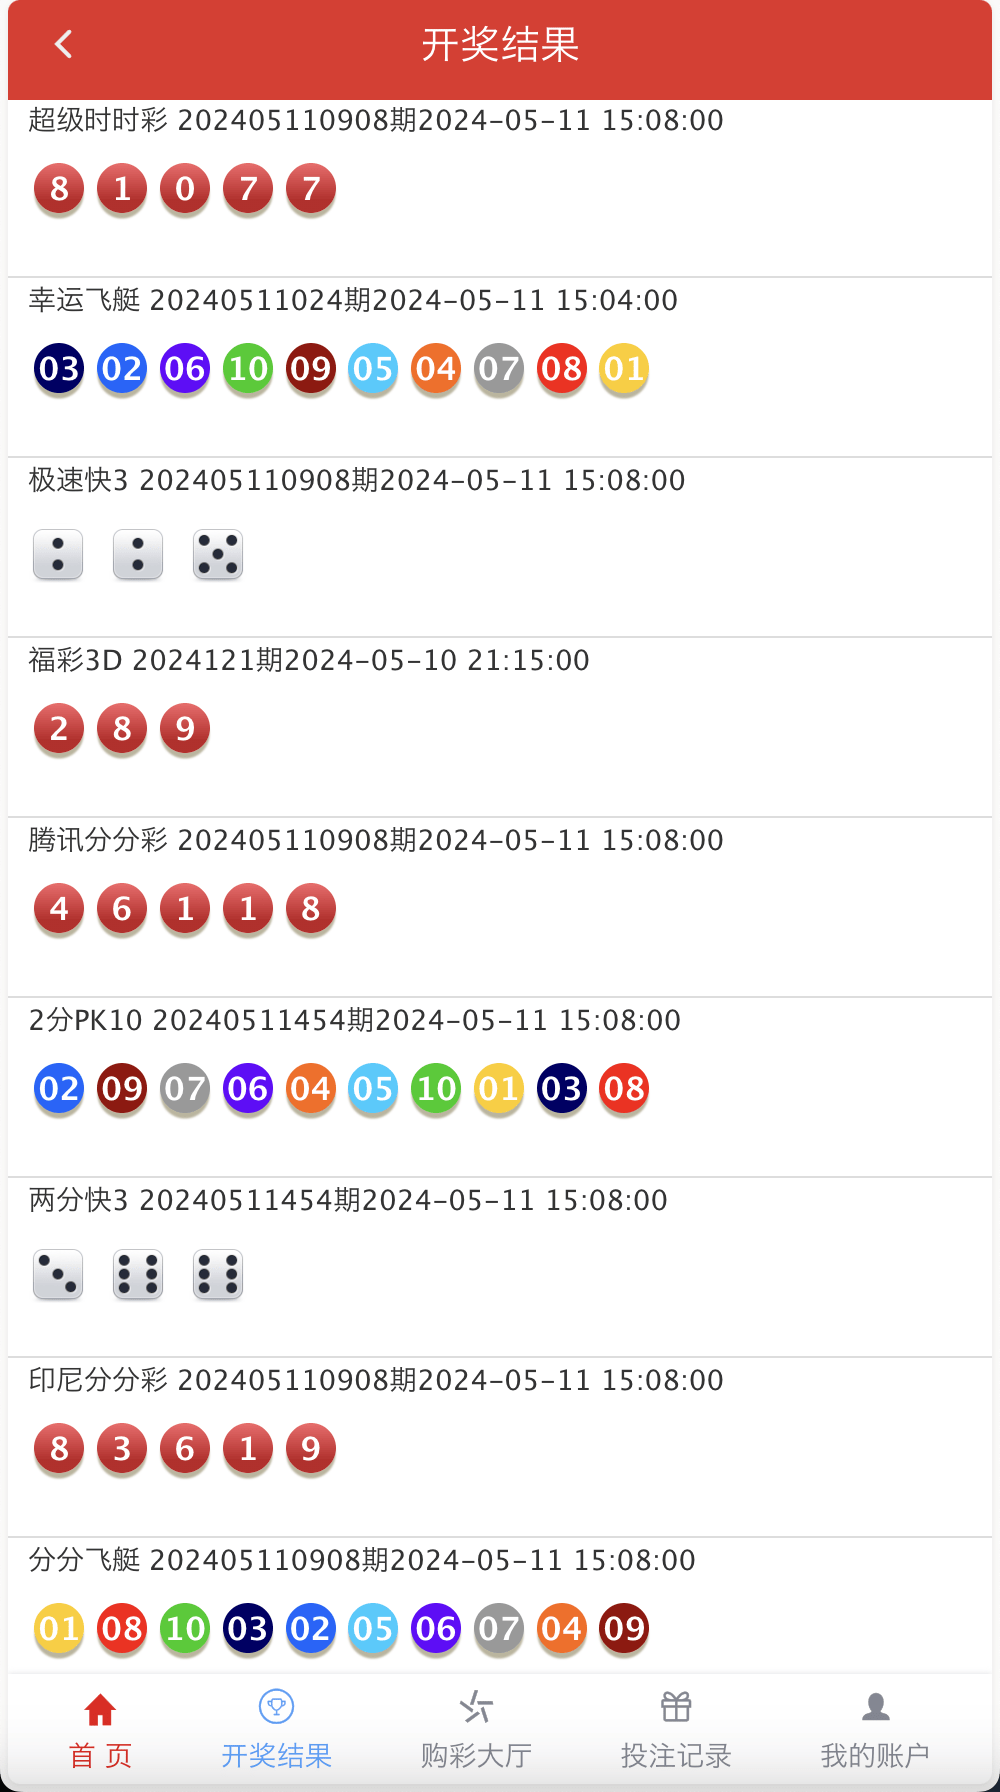 开奖结果
超级时时彩 202405110908期2024-05-11 15:08:00
8 1 0 7 7
幸运飞艇 20240511024期2024-05-11 15:04:00
03 02 06 10 09 05 04 07 08 01
极速快3 202405110908期2024-05-11 15:08:00
福彩3D 2024121期2024-05-10 21:15:00
2 8 9
腾讯分分彩 202405110908期2024-05-11 15:08:00
4 6 1 1 8
2分PK10 20240511454期2024-05-11 15:08:00
02 09 07 06 04 05 10 01 03 08
两分快3 20240511454期2024-05-11 15:08:00
印尼分分彩 202405110908期2024-05-11 15:08:00
8 3 6 1 9
分分飞艇 202405110908期2024-05-11 15:08:00
01 08 10 03 02 05 06 07 04 09
首 页 开奖结果 购彩大厅 投注记录 我的账户